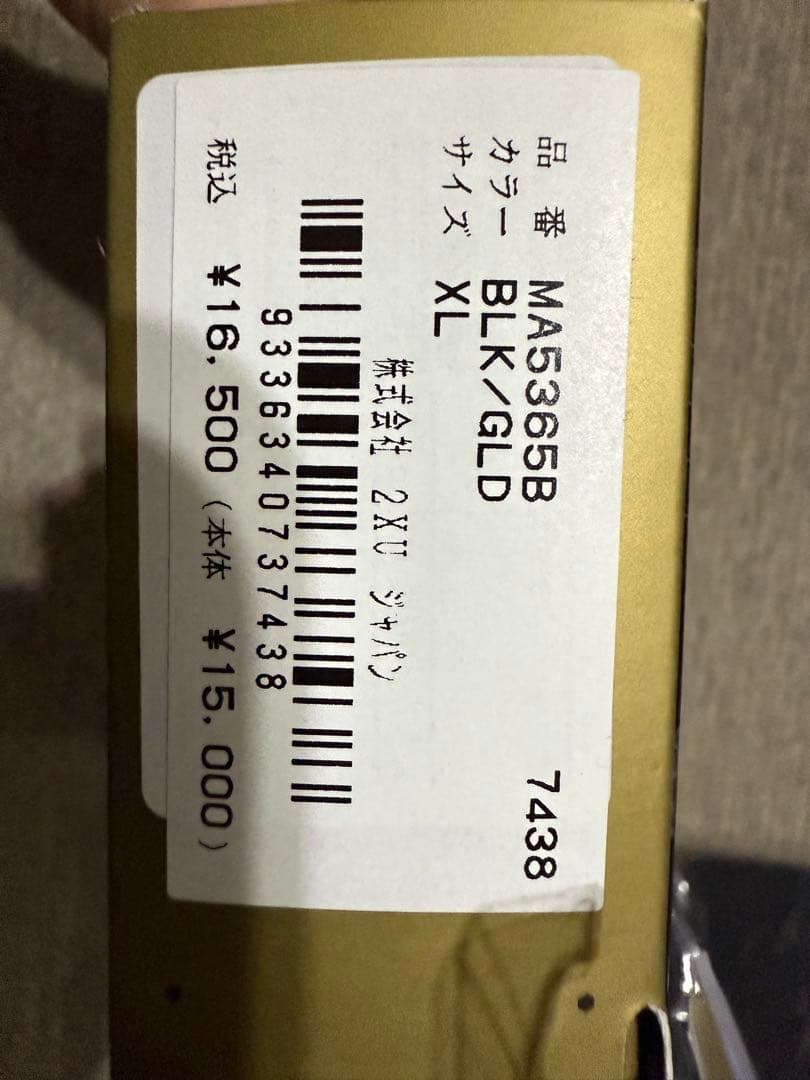 品番 MA5365B 7438
カラー BLK/GLD
サイズ XL
株式会社 2XU ジャパン
9336340737438
税込 ¥16,500 (本体 ¥15,000)